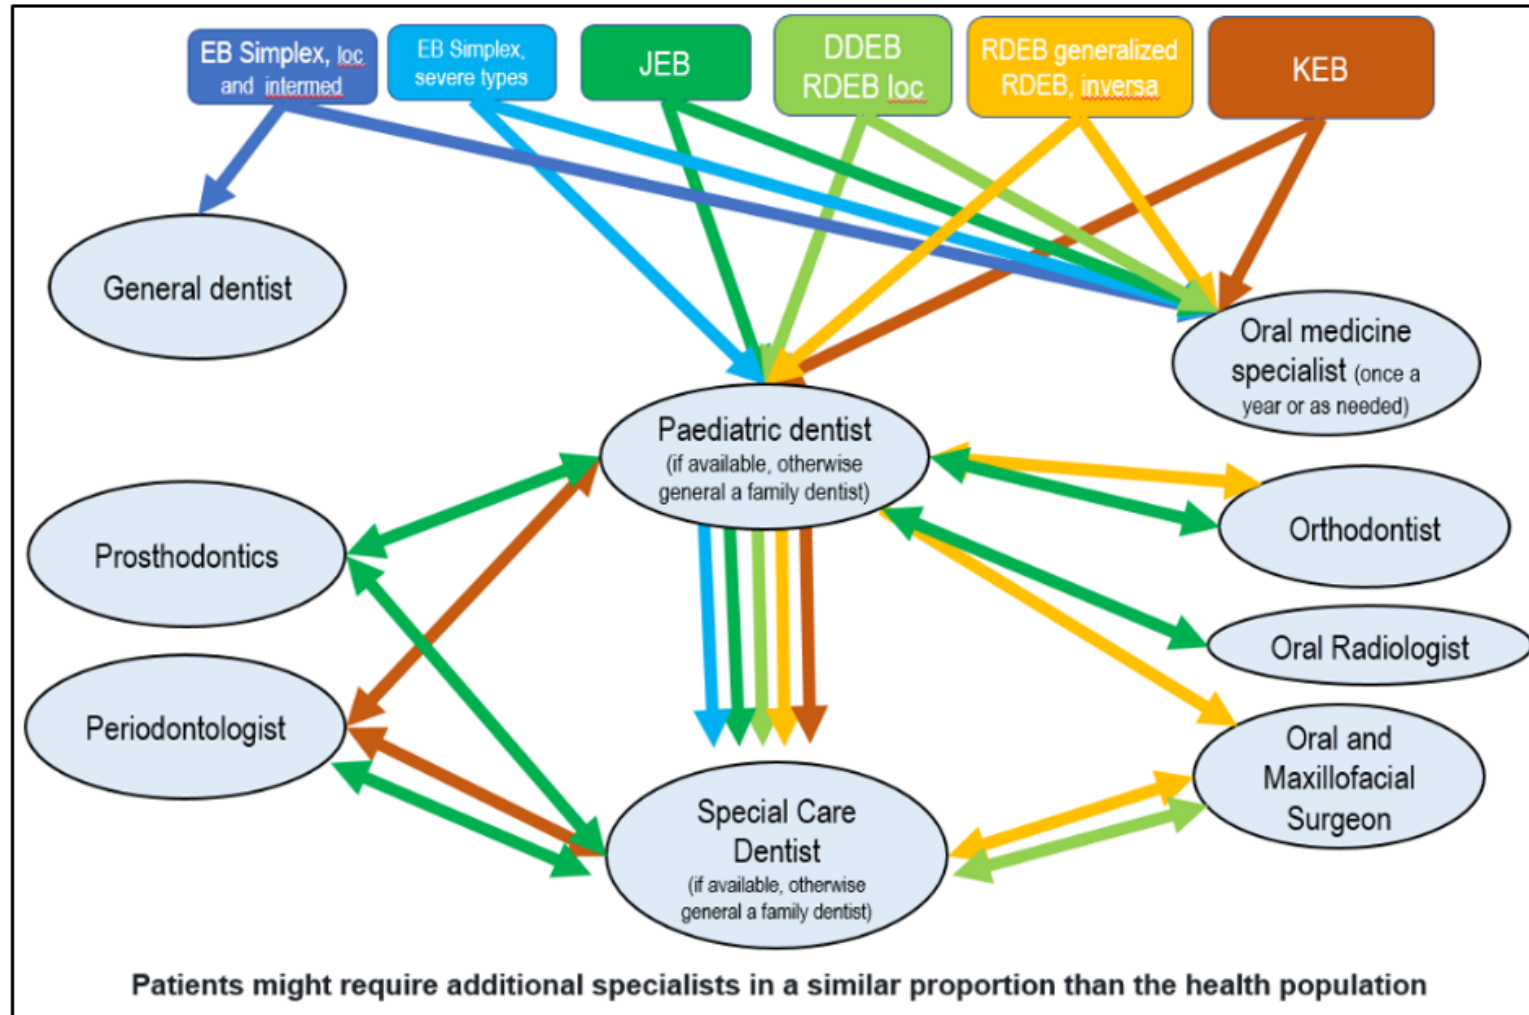 EB Simplex, loc
and intermed
EB Simplex,
severe types
JEB
DDEB
RDEB loc
RDEB generalized
RDEB, inversa
KEB
General dentist
Oral medicine
specialist (once a
year or as needed)
Paediatric dentist
(if available, otherwise
general a family dentist)
Prosthodontics
Orthodontist
Oral Radiologist
Periodontologist
Oral and
Maxillofacial
Surgeon
Special Care
Dentist
(if available, otherwise
general a family dentist)
Patients might require additional specialists in a similar proportion than the health population